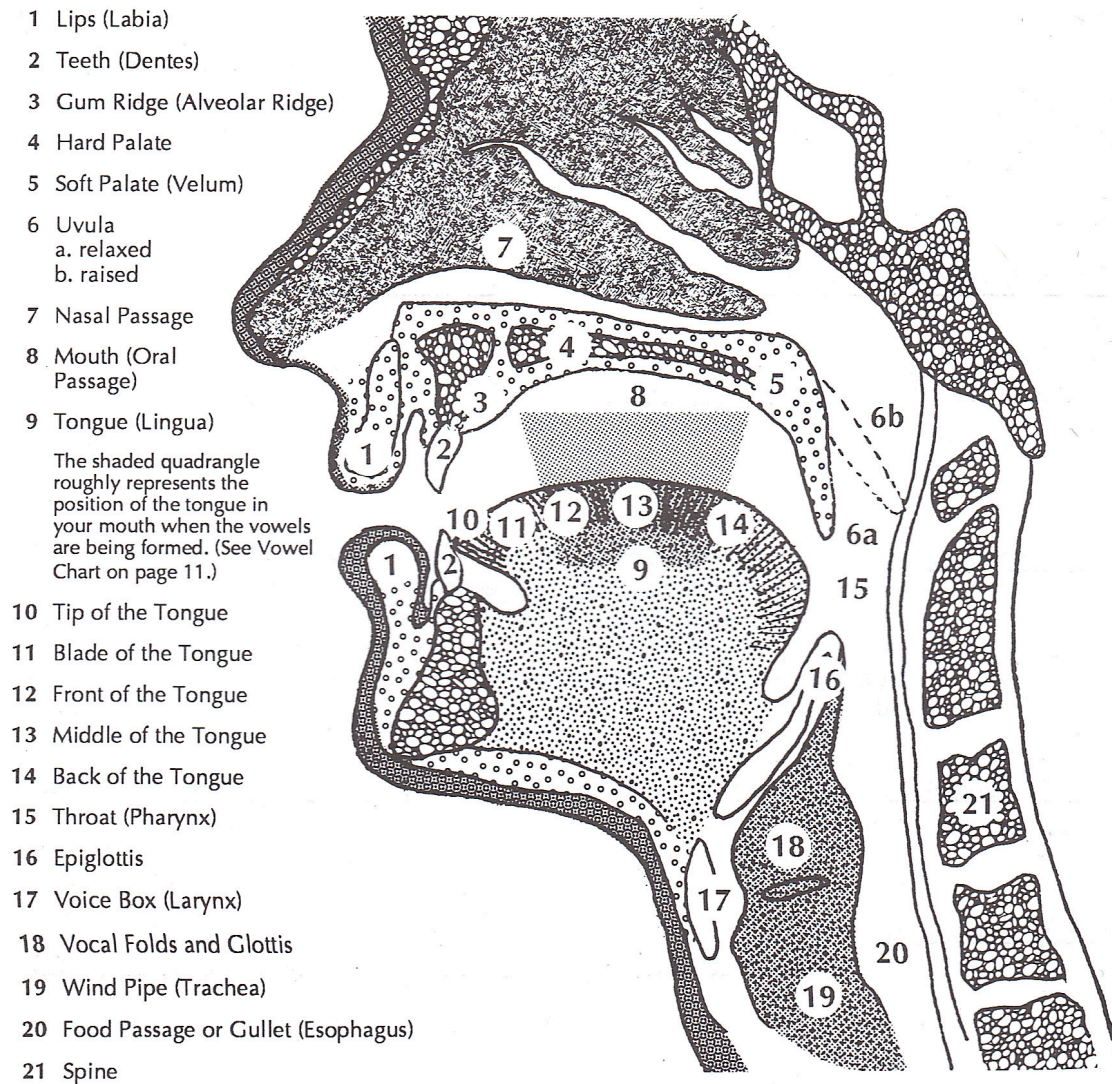 1 Lips (Labia)
2 Teeth (Dentes)
3 Gum Ridge (Alveolar Ridge)
4 Hard Palate
5 Soft Palate (Velum)
6 Uvula
a. relaxed
b. raised
7 Nasal Passage
8 Mouth (Oral
Passage)
9 Tongue (Lingua)
The shaded quadrangle
roughly represents the
position of the tongue in
your mouth when the vowels
are being formed. (See Vowel
Chart on page 11.)
10 Tip of the Tongue
11 Blade of the Tongue
12 Front of the Tongue
13 Middle of the Tongue
14 Back of the Tongue
15 Throat (Pharynx)
16 Epiglottis
17 Voice Box (Larynx)
18 Vocal Folds and Glottis
19 Wind Pipe (Trachea)
20 Food Passage or Gullet (Esophagus)
21 Spine
7
4
5
3
8
6b
1
2
10
11
12
13
14
6a
1
2
9
15
16
21
18
17
20
19